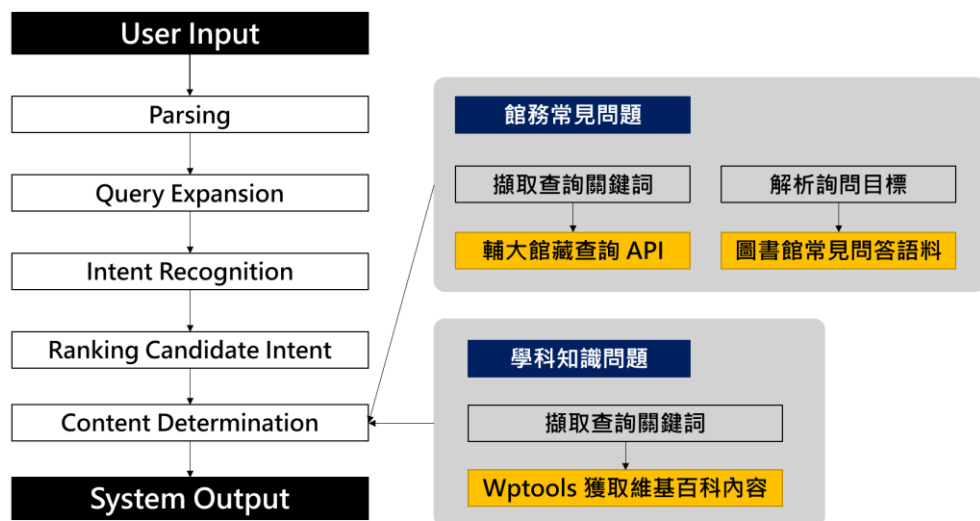 User Input
Parsing
Query Expansion
Intent Recognition
Ranking Candidate Intent
Content Determination
System Output
館務常見問題
擷取查詢關鍵詞
輔大館藏查詢 API
解析詢問目標
圖書館常見問答語料
學科知識問題
擷取查詢關鍵詞
Wptools 獲取維基百科內容